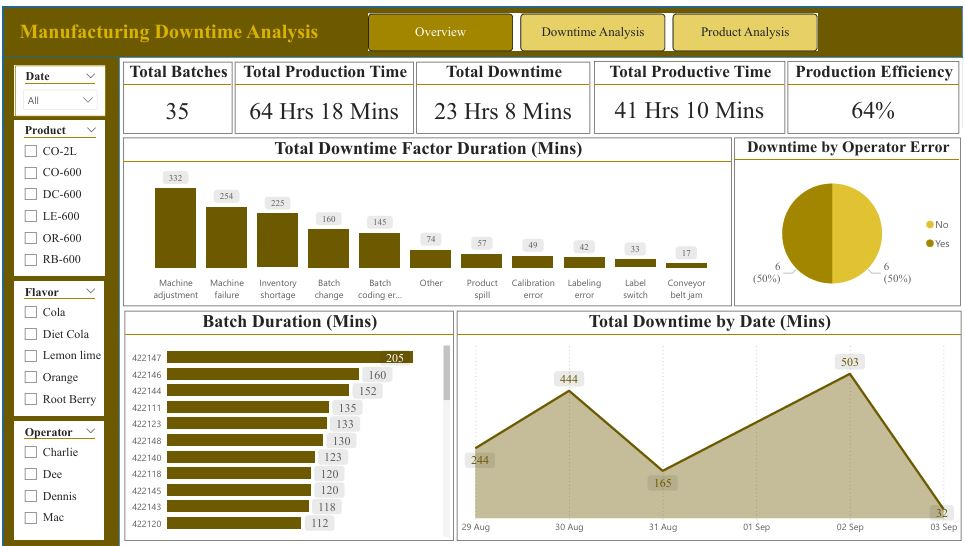 Manufacturing Downtime Analysis
Overview
Downtime Analysis
Product Analysis
Date
All
Product
CO-2L
CO-600
DC-600
LE-600
OR-600
RB-600
Flavor
Cola
Diet Cola
Lemon lime
Orange
Root Berry
Operator
Charlie
Dee
Dennis
Mac
Total Batches
35
Total Production Time
64 Hrs 18 Mins
Total Downtime
23 Hrs 8 Mins
Total Productive Time
41 Hrs 10 Mins
Production Efficiency
64%
Total Downtime Factor Duration (Mins)
332
254
225
160
145
74
57
49
42
33
17
Machine
adjustment
Machine
failure
Inventory
shortage
Batch
change
Batch
coding er...
Other
Product
spill
Calibration
error
Labeling
error
Label
switch
Conveyor
belt jam
Downtime by Operator Error
6
(50%)
6
(50%)
No
Yes
Batch Duration (Mins)
422147 205
422146 160
422144 152
422111 135
422123 133
422148 130
422140 123
422118 120
422145 120
422143 118
422120 112
Total Downtime by Date (Mins)
244
444
165
503
32
29 Aug 30 Aug 31 Aug 01 Sep 02 Sep 03 Sep